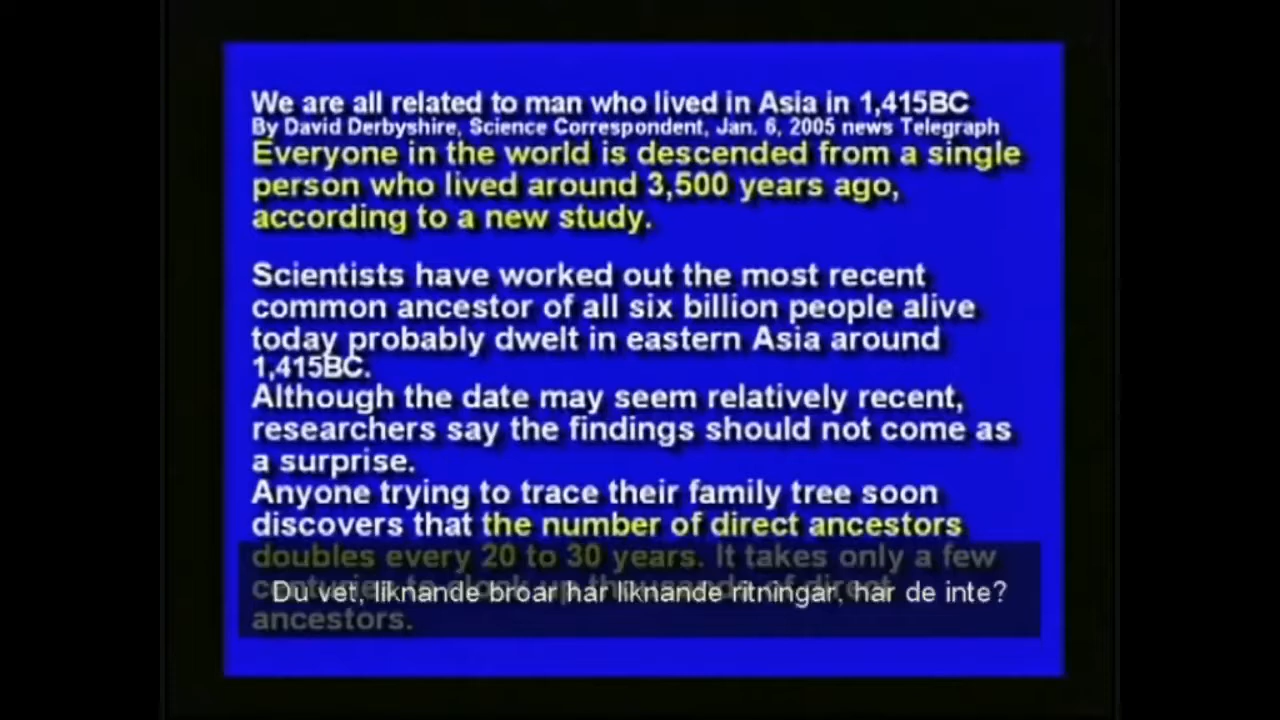 We are all related to man who lived in Asia in 1,415BC
By David Derbyshire, Science Correspondent, Jan. 6, 2005 news Telegraph
Everyone in the world is descended from a single
person who lived around 3,500 years ago,
according to a new study.
Scientists have worked out the most recent
common ancestor of all six billion people alive
today probably dwelt in eastern Asia around
1,415BC.
Although the date may seem relatively recent,
researchers say the findings should not come as
a surprise.
Anyone trying to trace their family tree soon
discovers that the number of direct ancestors
doubles every 20 to 30 years. It takes only a few
ancestors.
Du vet, liknande broar har liknande ritningar, har de inte?